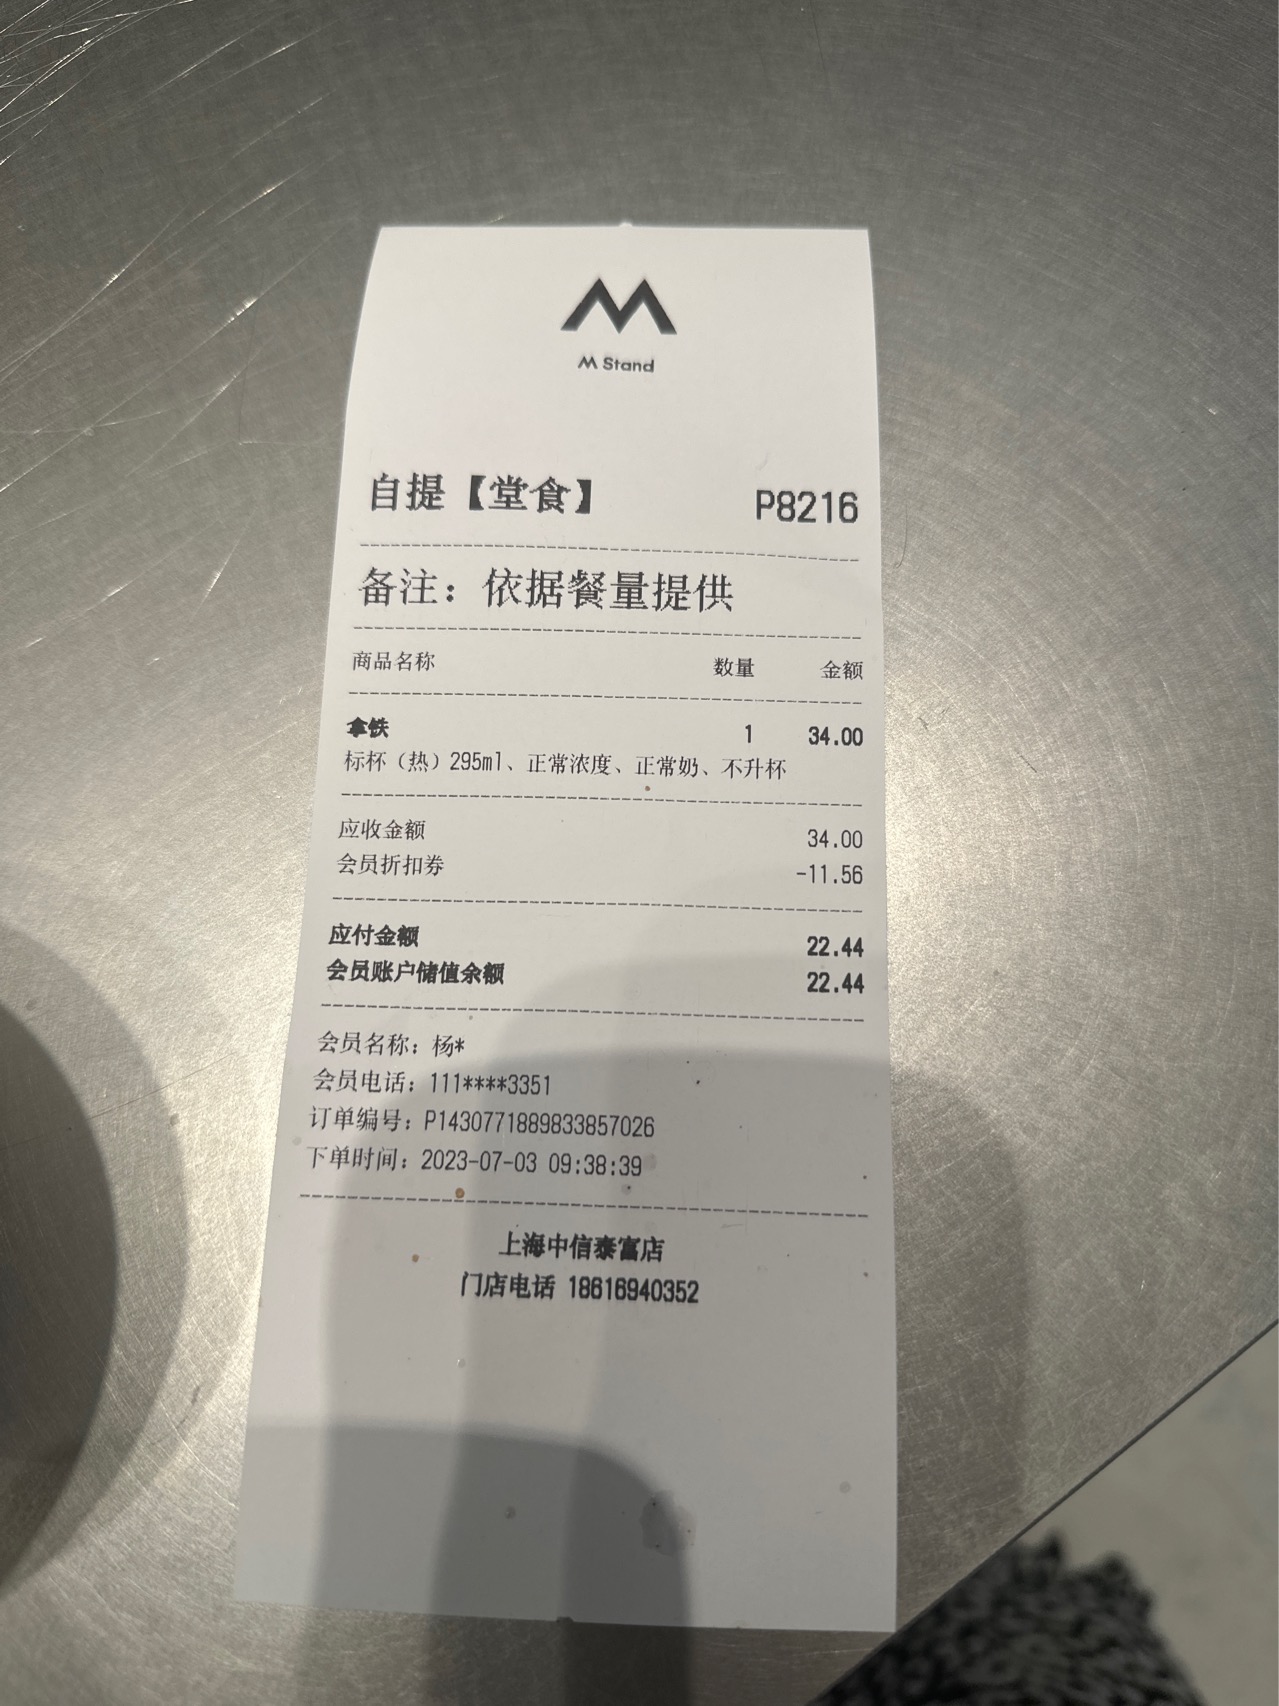 M Stand
自提【堂食】 P8216
备注：依据餐量提供
商品名称 数量 金额
拿铁 1 34.00
标杯（热）295ml、正常浓度、正常奶、不升杯
应收金额 34.00
会员折扣券 -11.56
应付金额 22.44
会员账户储值余额 22.44
会员名称：杨*
会员电话：111****3351
订单编号：P1430771889833857026
下单时间：2023-07-03 09:38:39
上海中信泰富店
门店电话 18616940352